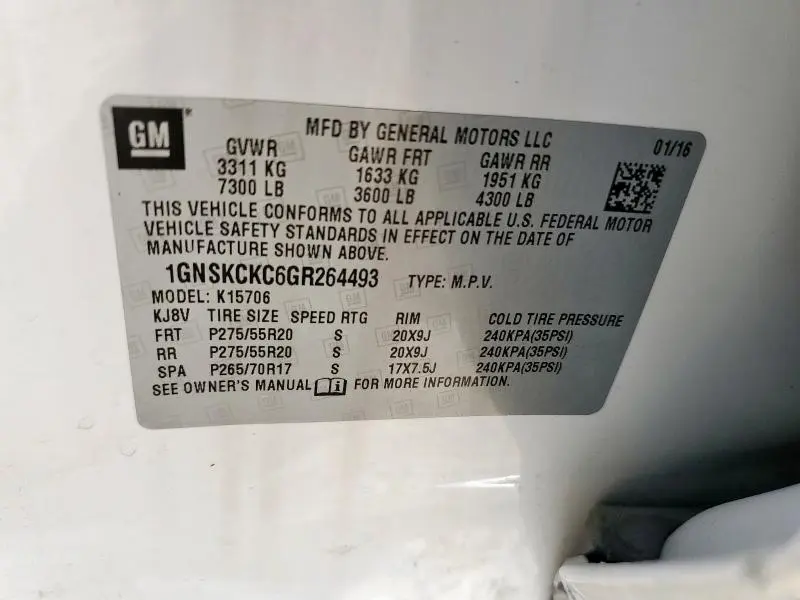 GM®
MFD BY GENERAL MOTORS LLC 01/16
GVWR GAWR FRT GAWR RR
3311 KG 1633 KG 1951 KG
7300 LB 3600 LB 4300 LB
THIS VEHICLE CONFORMS TO ALL APPLICABLE U.S. FEDERAL MOTOR
VEHICLE SAFETY STANDARDS IN EFFECT ON THE DATE OF
MANUFACTURE SHOWN ABOVE.
1GNSKCKC6GR264493 TYPE: M.P.V.
MODEL: K15706
KJ8V TIRE SIZE SPEED RTG RIM COLD TIRE PRESSURE
FRT P275/55R20 S 20X9J 240KPA(35PSI)
RR P275/55R20 S 20X9J 240KPA(35PSI)
SPA P265/70R17 S 17X7.5J 240KPA(35PSI)
SEE OWNER'S MANUAL FOR MORE INFORMATION.